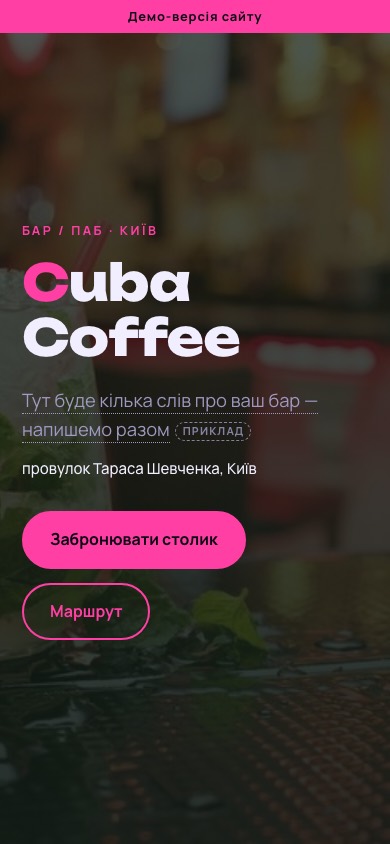 Демо-версія сайту
БАР / ПАБ · КИЇВ
Cuba
Coffee
Тут буде кілька слів про ваш бар —
напишемо разом ПРИКЛАД
провулок Тараса Шевченка, Київ
Забронювати столик
Маршрут